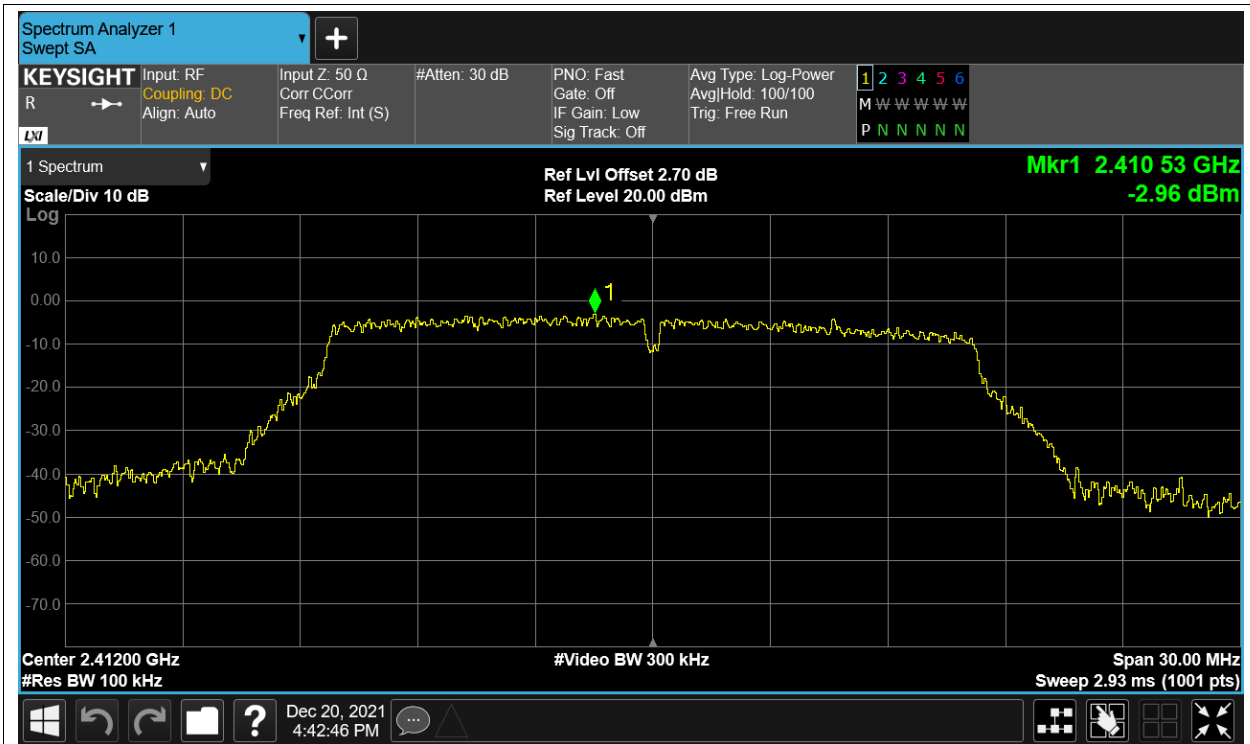 Spectrum Analyzer 1
Swept SA
KEYSIGHT
R
LXI
Input: RF
Coupling: DC
Align: Auto
Input Z: 50 Ω
Corr CCorr
Freq Ref: Int (S)
#Atten: 30 dB
PNO: Fast
Gate: Off
IF Gain: Low
Sig Track: Off
Avg Type: Log-Power
Avg|Hold: 100/100
Trig: Free Run
1 2 3 4 5 6
M W W W W W
P N N N N N
1 Spectrum
Scale/Div 10 dB
Log
Ref Lvl Offset 2.70 dB
Ref Level 20.00 dBm
Mkr1 2.410 53 GHz
-2.96 dBm
10.0
0.00
-10.0
-20.0
-30.0
-40.0
-50.0
-60.0
-70.0
1
Center 2.41200 GHz
#Res BW 100 kHz
#Video BW 300 kHz
Span 30.00 MHz
Sweep 2.93 ms (1001 pts)
?
Dec 20, 2021
4:42:46 PM